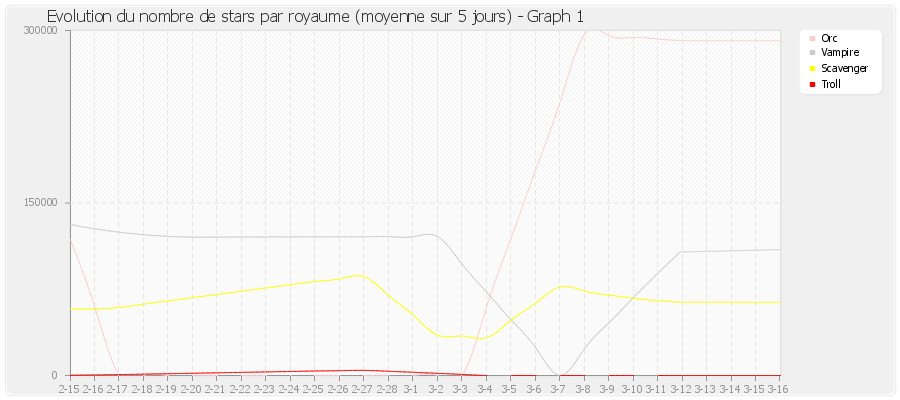 Evolution du nombre de stars par royaume (moyenne sur 5 jours) - Graph 1
300000
Orc
Vampire
Scavenger
Troll
150000
0
2-15 2-16 2-17 2-18 2-19 2-20 2-21 2-22 2-23 2-24 2-25 2-26 2-27 2-28 3-1 3-2 3-3 3-4 3-5 3-6 3-7 3-8 3-9 3-10 3-11 3-12 3-13 3-14 3-15 3-16